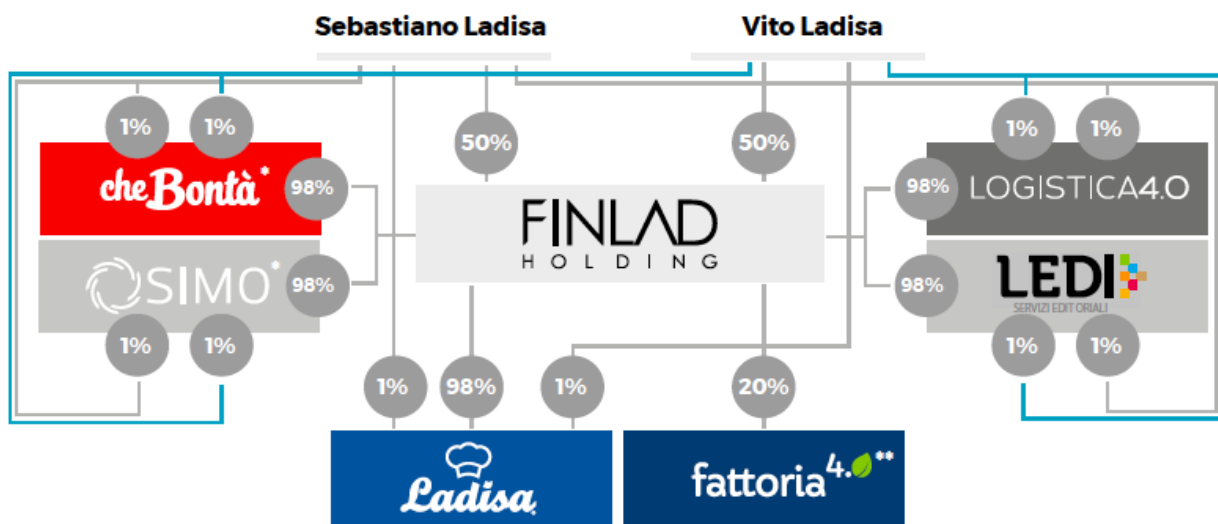 Sebastiano Ladisa
Vito Ladisa
1%
1%
1%
1%
50%
50%
cheBontà*
98%
FINLAD
HOLDING
98%
LOGISTICA4.0
SIMO*
98%
98%
LEDI
SERVIZI EDITORIALI
1%
1%
1%
1%
1%
98%
1%
20%
Ladisa
fattoria4.0**